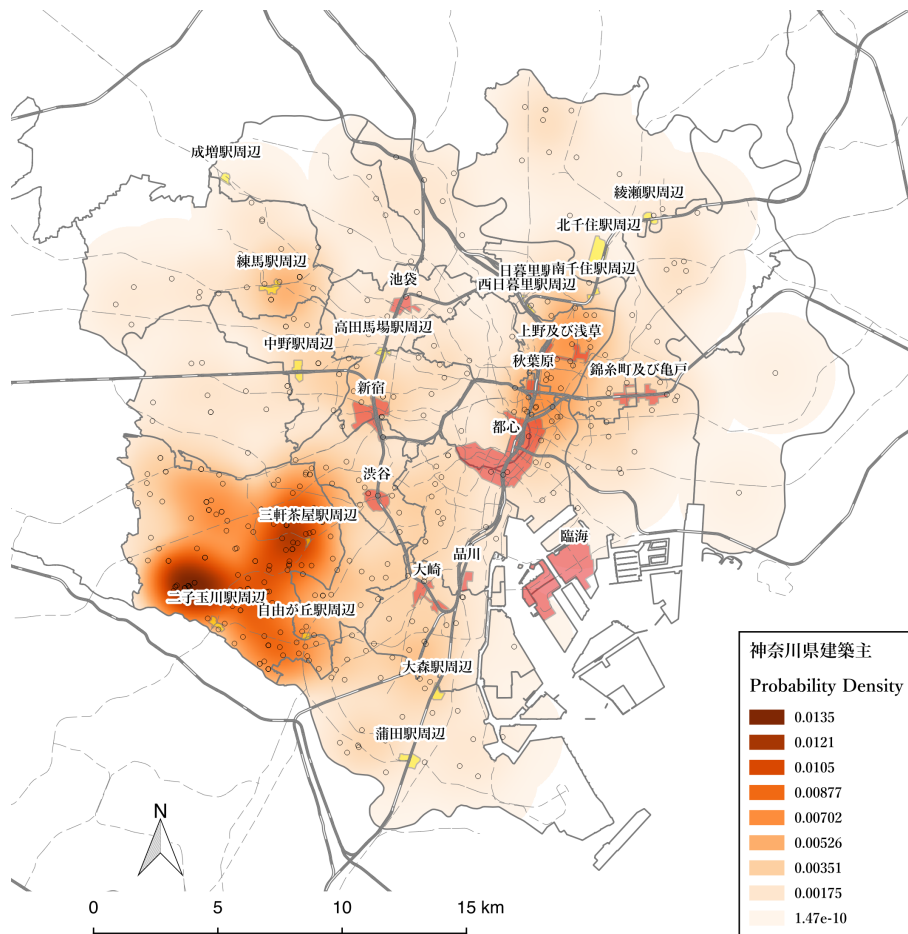 成増駅周辺
綾瀬駅周辺
北千住駅周辺
練馬駅周辺
池袋
日暮里駅
南千住駅周辺
西日暮里駅周辺
高田馬場駅周辺
上野及び浅草
中野駅周辺
秋葉原
錦糸町及び亀戸
新宿
都心
渋谷
三軒茶屋駅周辺
臨海
品川
大崎
二子玉川駅周辺
自由が丘駅周辺
大森駅周辺
蒲田駅周辺
神奈川県建築主
Probability Density
0.0135
0.0121
0.0105
0.00877
0.00702
0.00526
0.00351
0.00175
1.47e-10
N
0 5 10 15 km